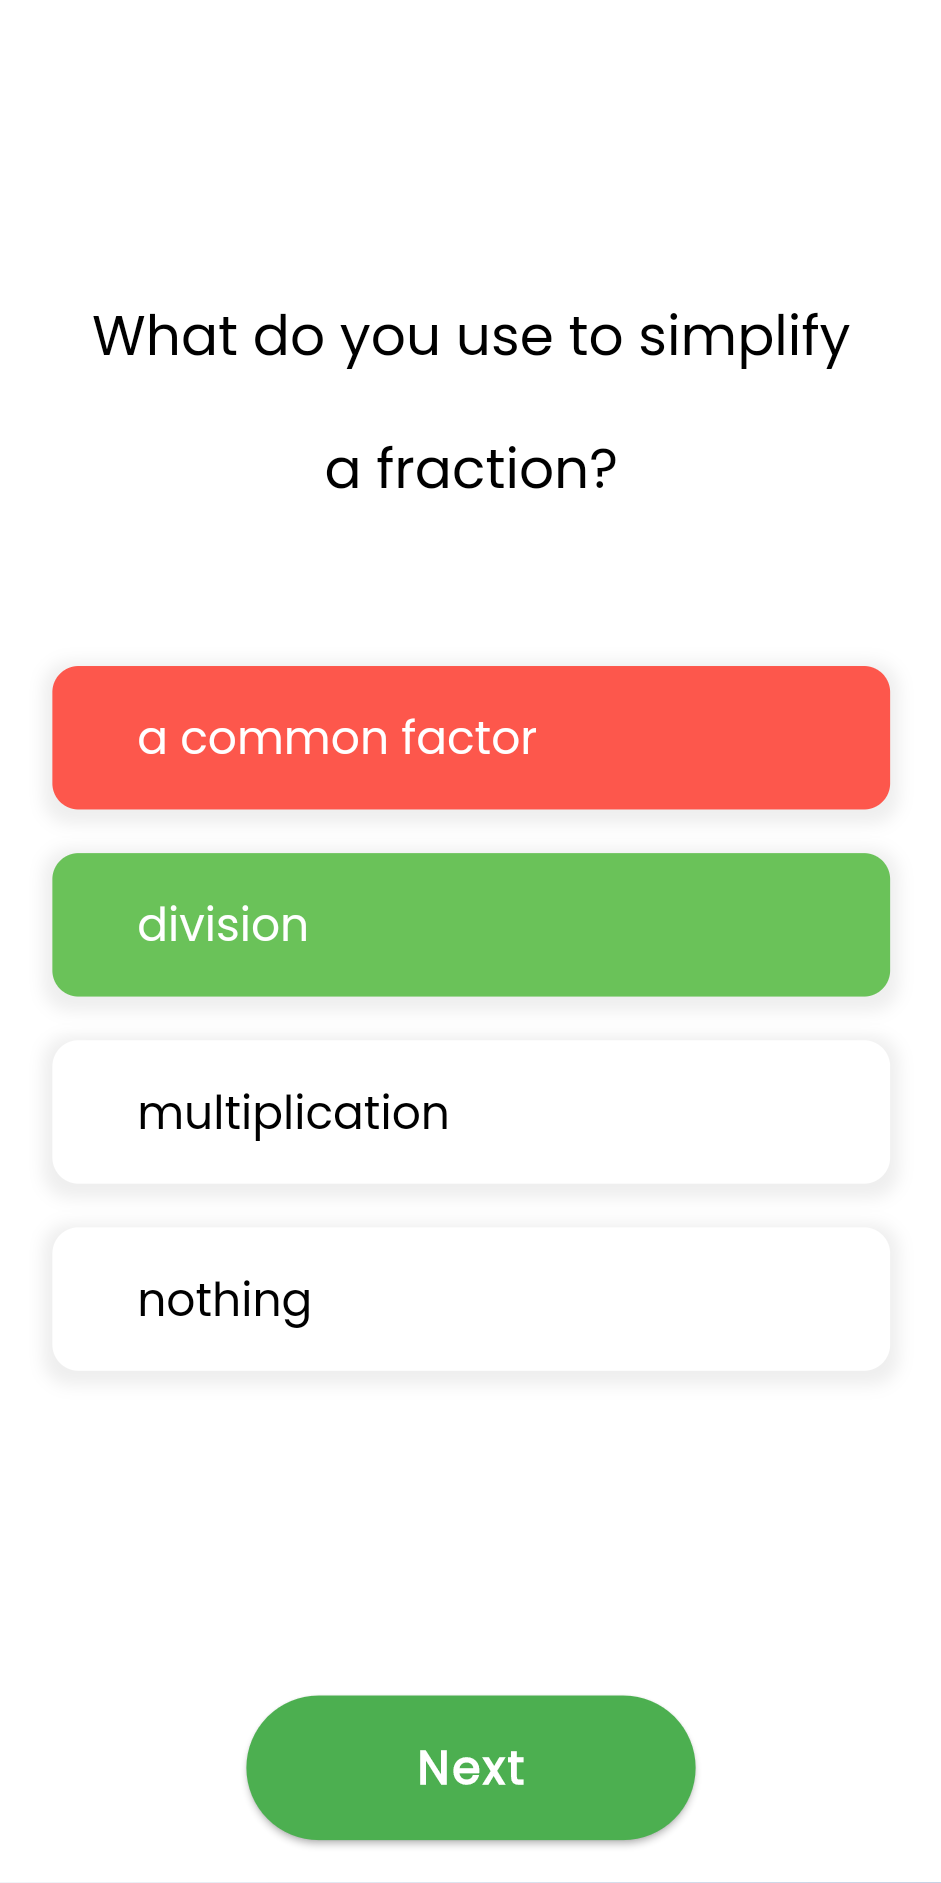 What do you use to simplify
a fraction?
a common factor
division
multiplication
nothing
Next